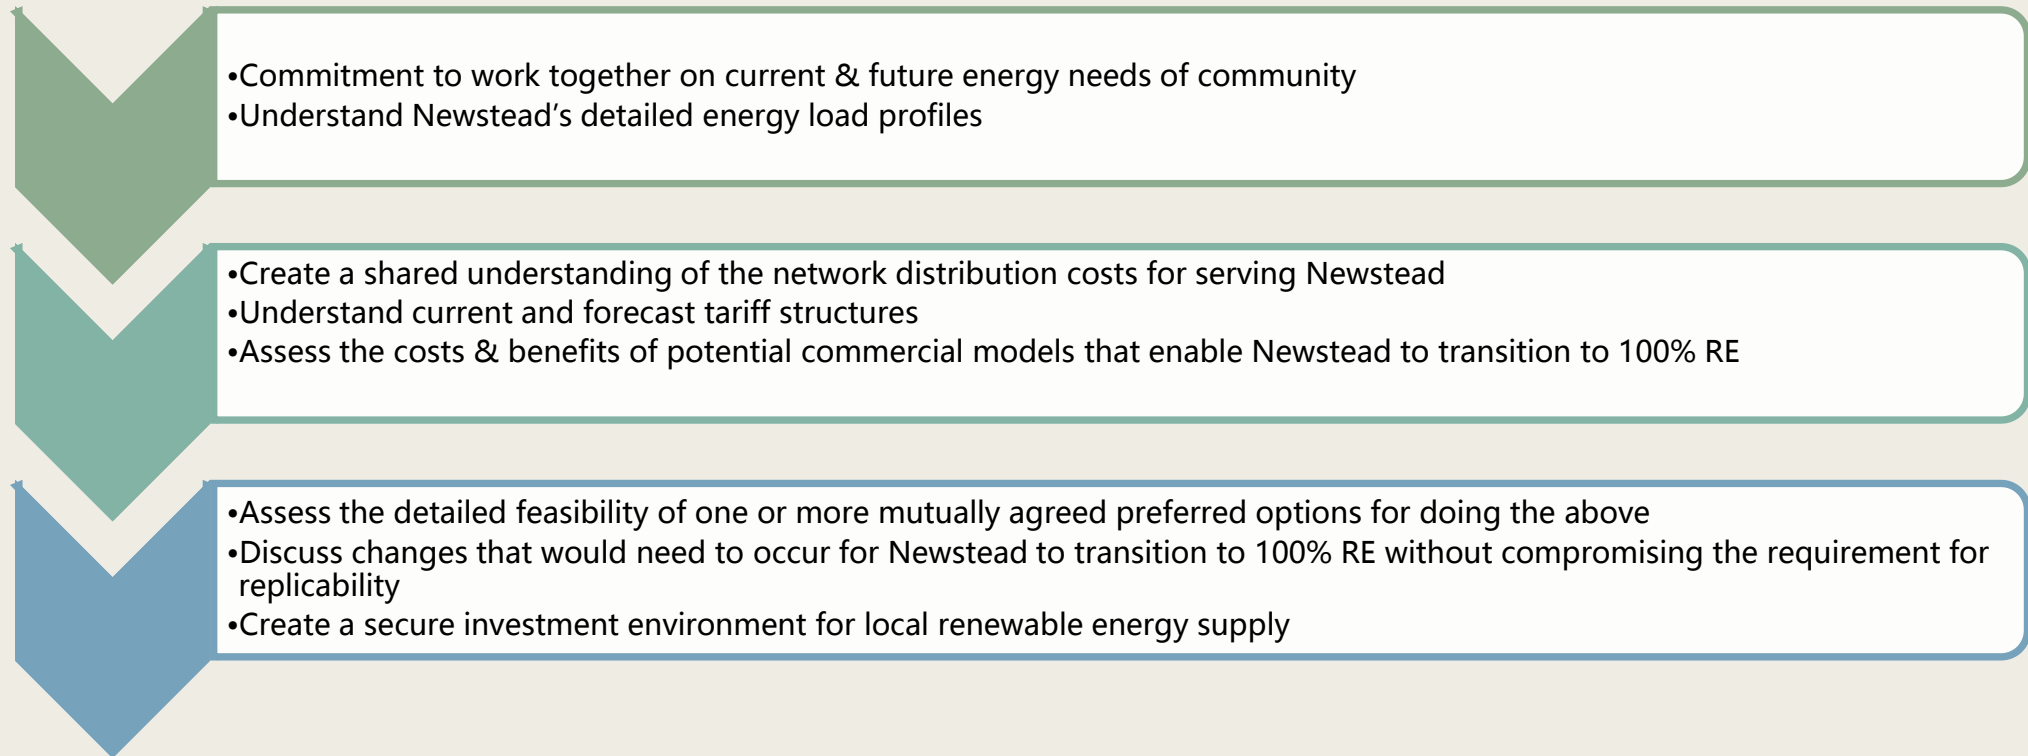 •Commitment to work together on current & future energy needs of community
•Understand Newstead’s detailed energy load profiles
•Create a shared understanding of the network distribution costs for serving Newstead
•Understand current and forecast tariff structures
•Assess the costs & benefits of potential commercial models that enable Newstead to transition to 100% RE
•Assess the detailed feasibility of one or more mutually agreed preferred options for doing the above
•Discuss changes that would need to occur for Newstead to transition to 100% RE without compromising the requirement for
replicability
•Create a secure investment environment for local renewable energy supply